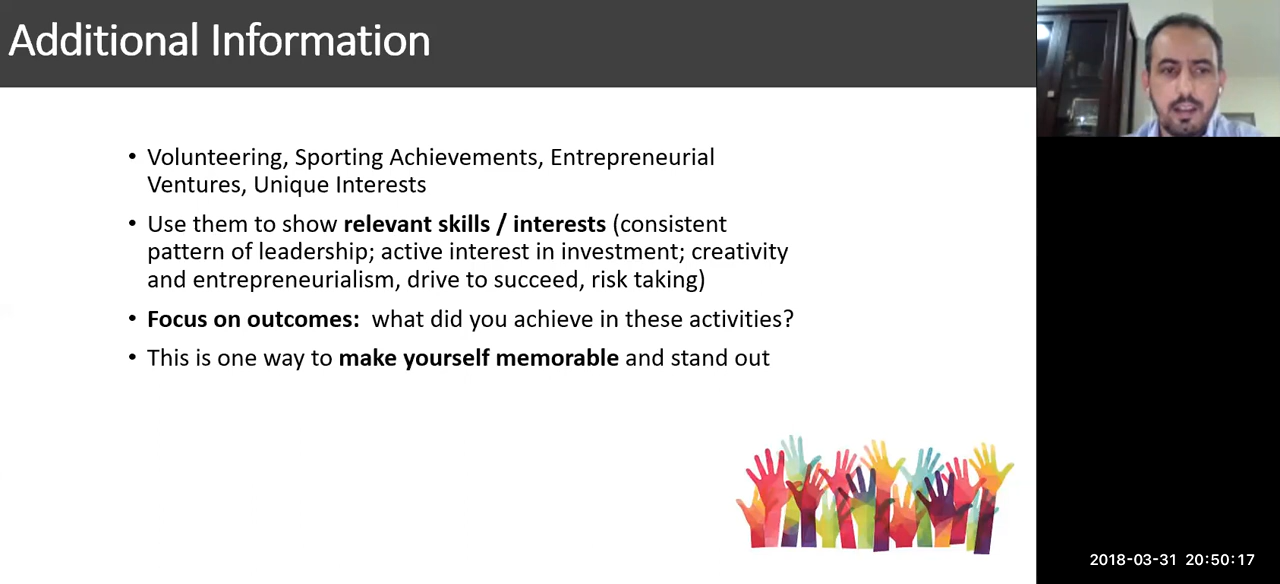 Additional Information
• Volunteering, Sporting Achievements, Entrepreneurial
Ventures, Unique Interests
• Use them to show relevant skills / interests (consistent
pattern of leadership; active interest in investment; creativity
and entrepreneurialism, drive to succeed, risk taking)
• Focus on outcomes:  what did you achieve in these activities?
• This is one way to make yourself memorable and stand out
2018-03-31 20:50:17